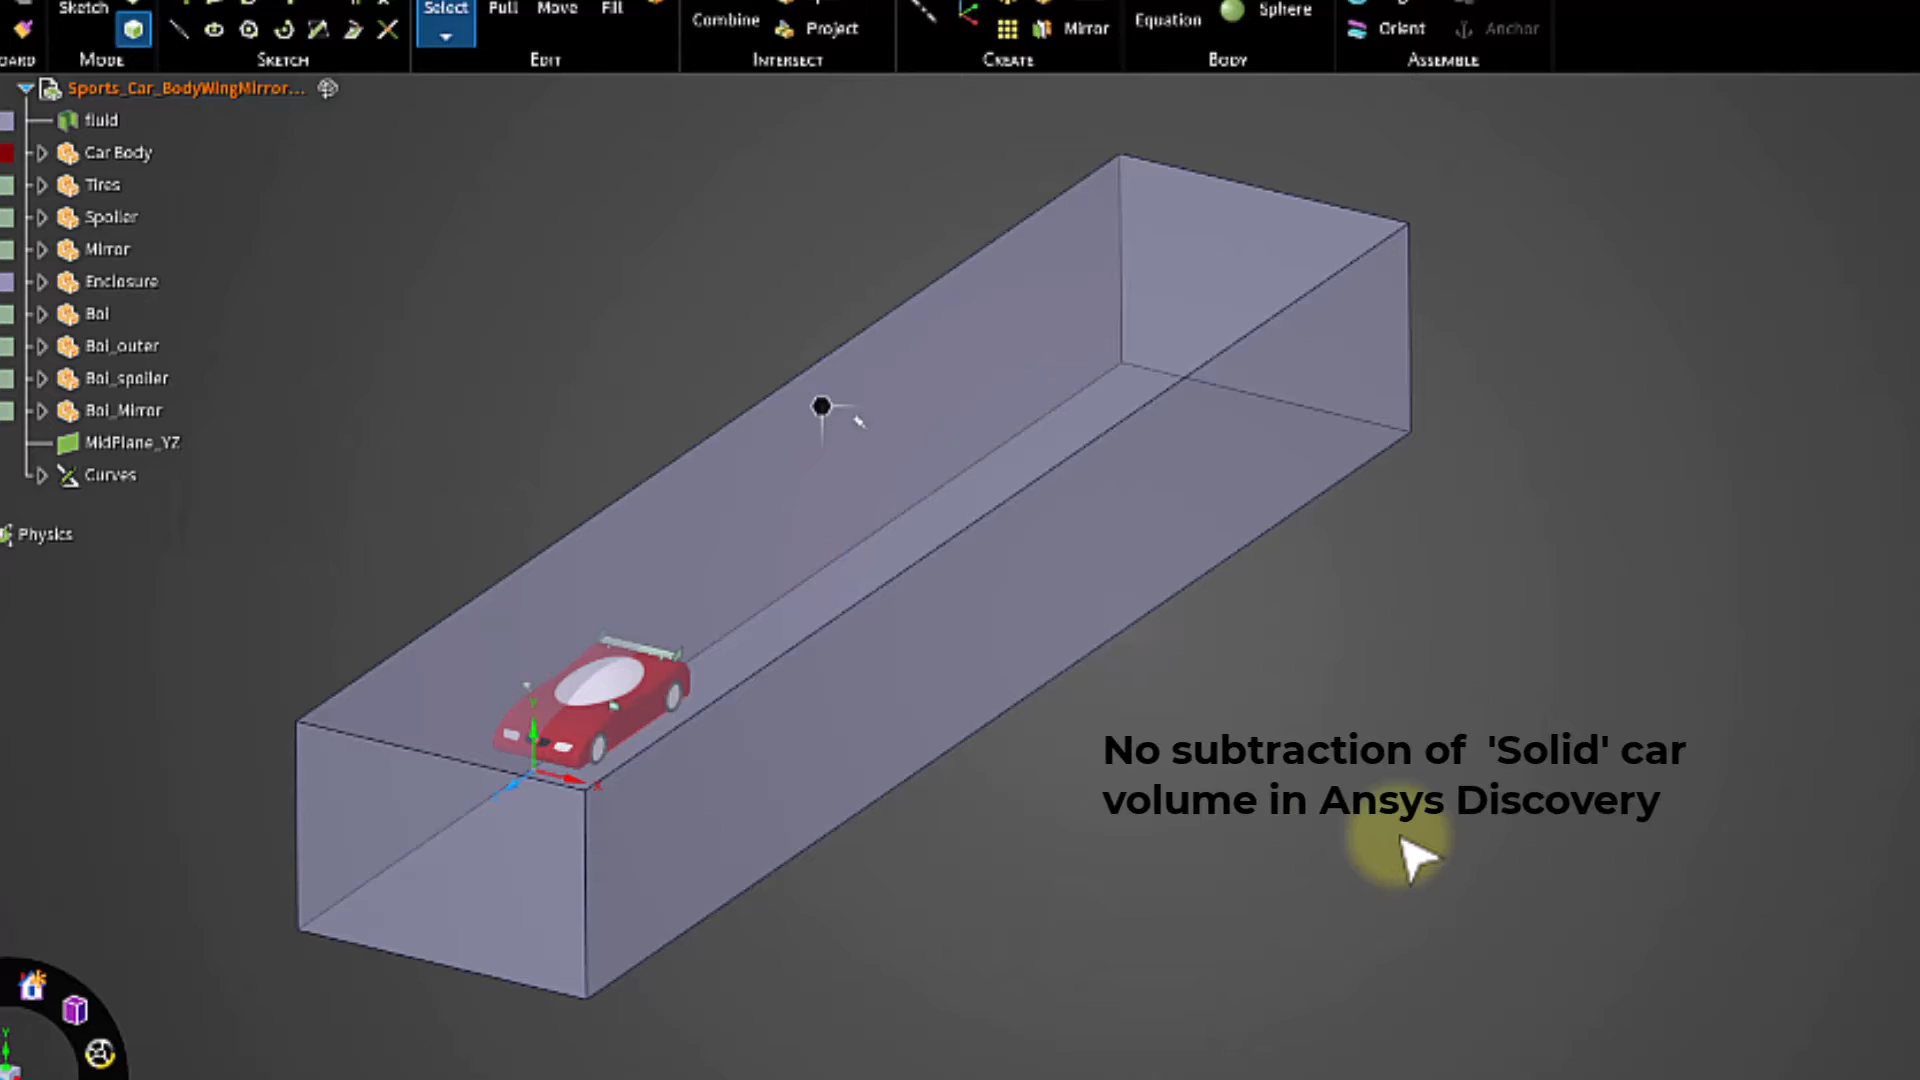 Sketch
Select Pull Move Fill
Combine Project
Mirror
Equation Sphere
Orient Anchor
MODE SKETCH EDIT INTERSECT CREATE BODY ASSEMBLE
Sports_Car_BodyWingMirror...
fluid
Car Body
Tires
Spoiler
Mirror
Enclosure
BoI
BoI_outer
BoI_spoiler
BoI_Mirror
MidPlane_YZ
Curves
Physics
No subtraction of 'Solid' car
volume in Ansys Discovery
Y
X
Y